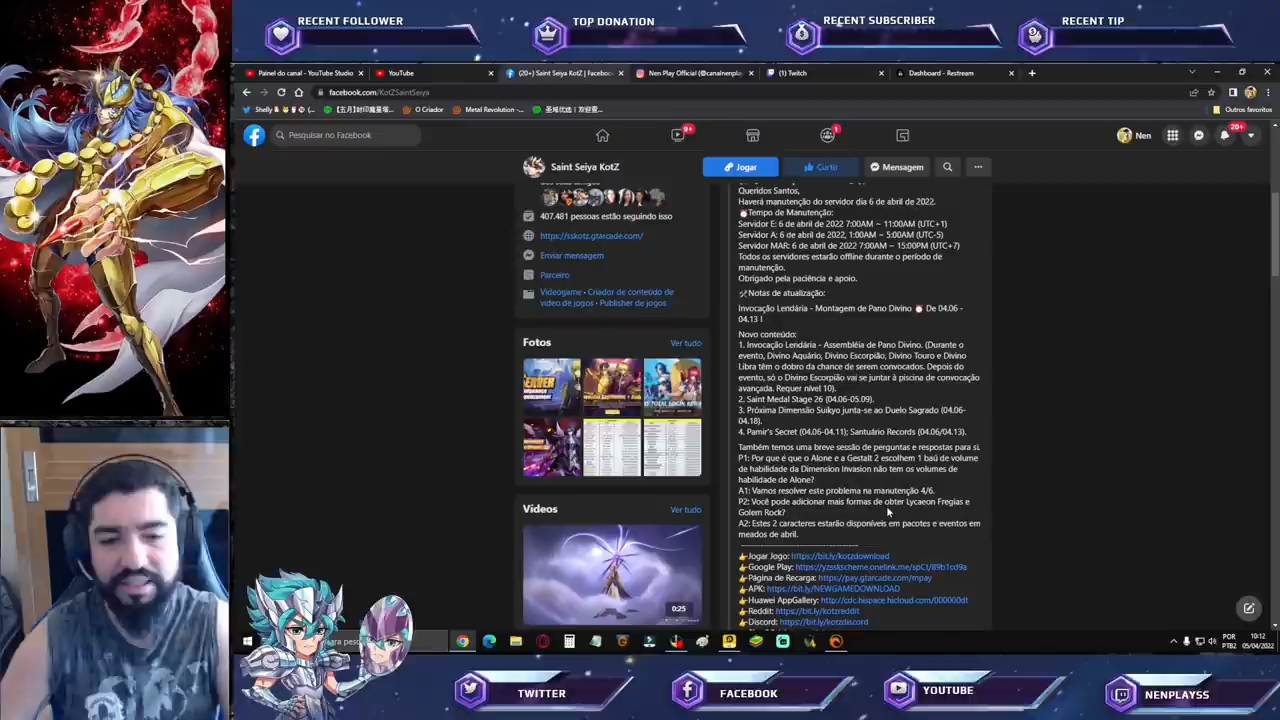 RECENT FOLLOWER
TOP DONATION
RECENT SUBSCRIBER
RECENT TIP
Painel do canal - YouTube Studio
YouTube
(20+) Saint Seiya KotZ | Facebook
Nen Play Official (@canalnenplay
(1) Twitch
Dashboard - Restream
facebook.com/KotZSaintSeiya
O Criador
Metal Revolution -
Outros favoritos
Pesquisar no Facebook
9+
1
Nen
20+
Saint Seiya KotZ
Jogar
Curtir
Mensagem
407.481 pessoas estão seguindo isso
https://sskotz.gtarcade.com/
Enviar mensagem
Parceiro
Videogame · Criador de conteúdo de
vídeo de jogos · Publisher de jogos
Fotos
Ver tudo
Vídeos
Ver tudo
0:25
Queridos Santos,
Haverá manutenção do servidor dia 6 de abril de 2022.
⏰Tempo de Manutenção:
Servidor E: 6 de abril de 2022 7:00AM ~ 11:00AM (UTC+1)
Servidor A: 6 de abril de 2022, 1:00AM ~ 5:00AM (UTC-5)
Servidor MAR: 6 de abril de 2022 7:00AM ~ 15:00PM (UTC+7)
Todos os servidores estarão offline durante o período de
manutenção.
Obrigado pela paciência e apoio.
🛠Notas de atualização:
Invocação Lendária - Montagem de Pano Divino ⏰ De 04.06 -
04.13 !
Novo conteúdo:
1. Invocação Lendária - Assembléia de Pano Divino. (Durante o
evento, Divino Aquário, Divino Escorpião, Divino Touro e Divino
Libra têm o dobro da chance de serem convocados. Depois do
evento, só o Divino Escorpião vai se juntar à piscina de convocação
avançada. Requer nível 10).
2. Saint Medal Stage 26 (04.06-05.09).
3. Próxima Dimensão Suikyo junta-se ao Duelo Sagrado (04.06-
04.18).
4. Pamir's Secret (04.06-04.11); Santuário Records (04.06/04.13).
Também temos uma breve sessão de perguntas e respostas para si.
P1: Por que é que o Alone e a Gestalt 2 escolhem 1 baú de volume
de habilidade da Dimension Invasion não tem os volumes de
habilidade de Alone?
A1: Vamos resolver este problema na manutenção 4/6.
P2: Você pode adicionar mais formas de obter Lycaeon Fregias e
Golem Rock?
A2: Estes 2 caracteres estarão disponíveis em pacotes e eventos em
meados de abril.
👉Jogar Jogo: https://bit.ly/kotzdownload
👉Google Play: https://yzsskscheme.onelink.me/spCt/89b1cd9a
👉Página de Recarga: https://pay.gtarcade.com/mpay
👉APK: https://bit.ly/NEWGAMEDOWNLOAD
👉Huawei AppGallery: http://cdc.hispace.hicloud.com/000000dt
👉Reddit: https://bit.ly/kotzreddit
👉Discord: https://bit.ly/kotzdiscord
POR
PTB2
10:12
05/04/2022
TWITTER
FACEBOOK
YOUTUBE
NENPLAYSS